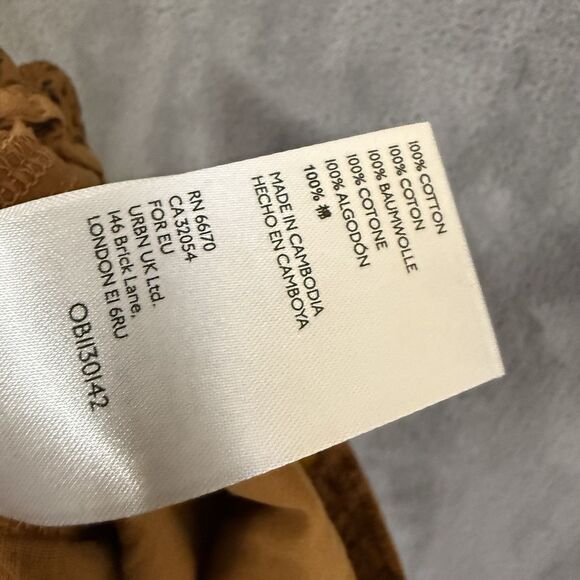 100% COTTON
100% COTON
100% BAUMWOLLE
100% COTONE
100% ALGODÓN
100% 棉
MADE IN CAMBODIA
HECHO EN CAMBOYA
RN 66170
CA 32054
FOR EU
URBN UK Ltd.
146 Brick Lane,
LONDON E1 6RU
OB1130142